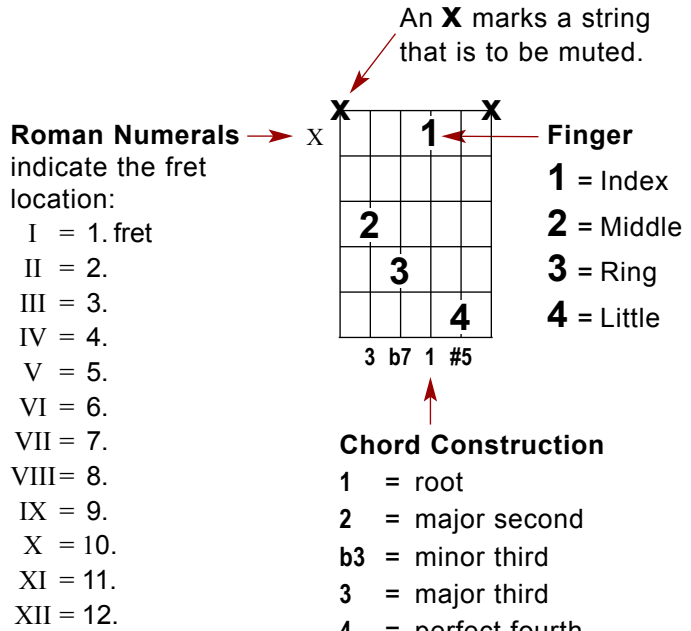 An X marks a string
that is to be muted.
X X
Roman Numerals
indicate the fret
location:
I = 1. fret
II = 2.
III = 3.
IV = 4.
V = 5.
VI = 6.
VII = 7.
VIII = 8.
IX = 9.
X = 10.
XI = 11.
XII = 12.
X
1
2
3
4
3 b7 1 #5
Finger
1 = Index
2 = Middle
3 = Ring
4 = Little
Chord Construction
1 = root
2 = major second
b3 = minor third
3 = major third
4 = perfect fourth